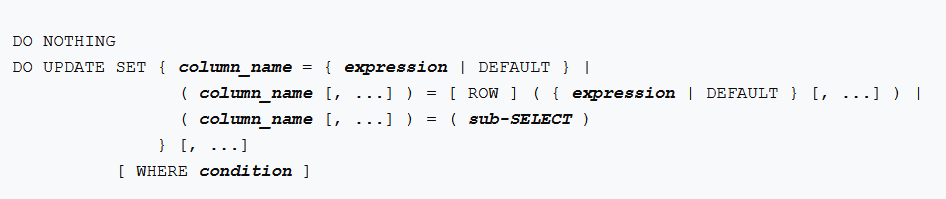 DO NOTHING
DO UPDATE SET { column_name = { expression | DEFAULT } |
( column_name [, ...] ) = [ ROW ] ( { expression | DEFAULT } [, ...] ) |
( column_name [, ...] ) = ( sub-SELECT )
} [, ...]
[ WHERE condition ]